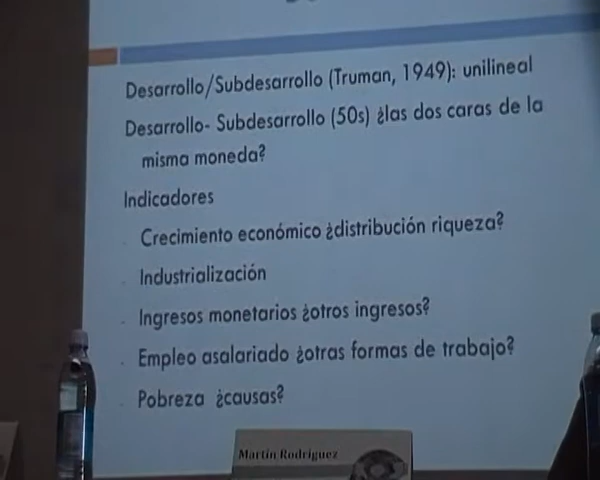 Desarrollo/Subdesarrollo (Truman, 1949): unilineal
Desarrollo- Subdesarrollo (50s) ¿las dos caras de la
misma moneda?
Indicadores
Crecimiento económico ¿distribución riqueza?
Industrialización
Ingresos monetarios ¿otros ingresos?
Empleo asalariado ¿otras formas de trabajo?
Pobreza ¿causas?
Martín Rodríguez